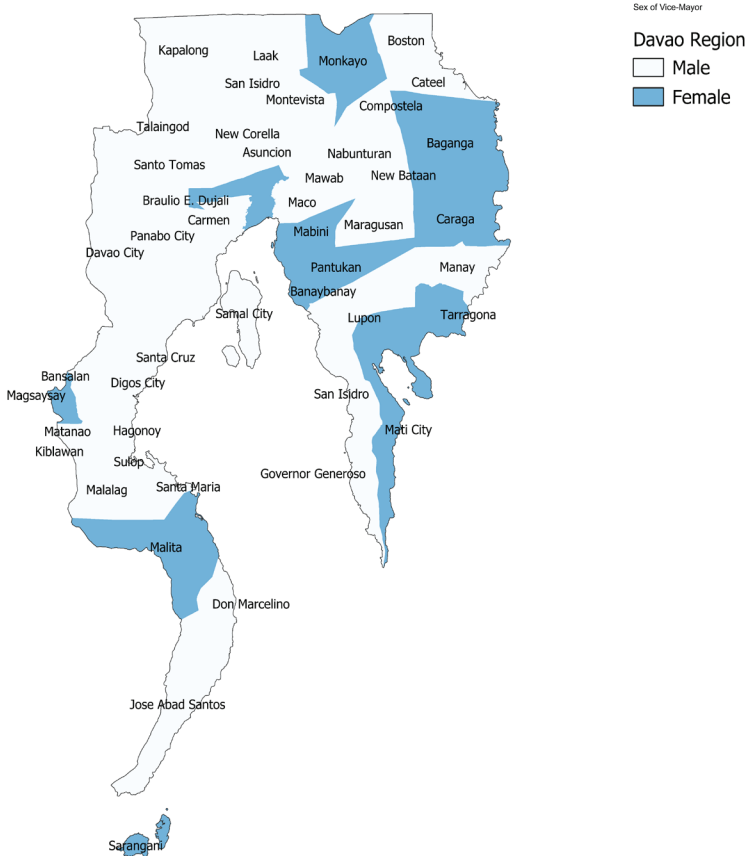 Sex of Vice-Mayor
Davao Region
Male
Female
Boston
Kapalong
Laak
Monkayo
San Isidro
Cateel
Montevista
Compostela
Talaingod
New Corella
Baganga
Asuncion
Nabunturan
Santo Tomas
New Bataan
Mawab
Braulio E. Dujali
Maco
Carmen
Caraga
Maragusan
Mabini
Panabo City
Davao City
Pantukan
Manay
Banaybanay
Samal City
Lupon
Tarragona
Santa Cruz
Bansalan
Digos City
Magsaysay
San Isidro
Matanao
Hagonoy
Mati City
Kiblawan
Sulop
Governor Generoso
Malalag
Santa Maria
Malita
Don Marcelino
Jose Abad Santos
Sarangani